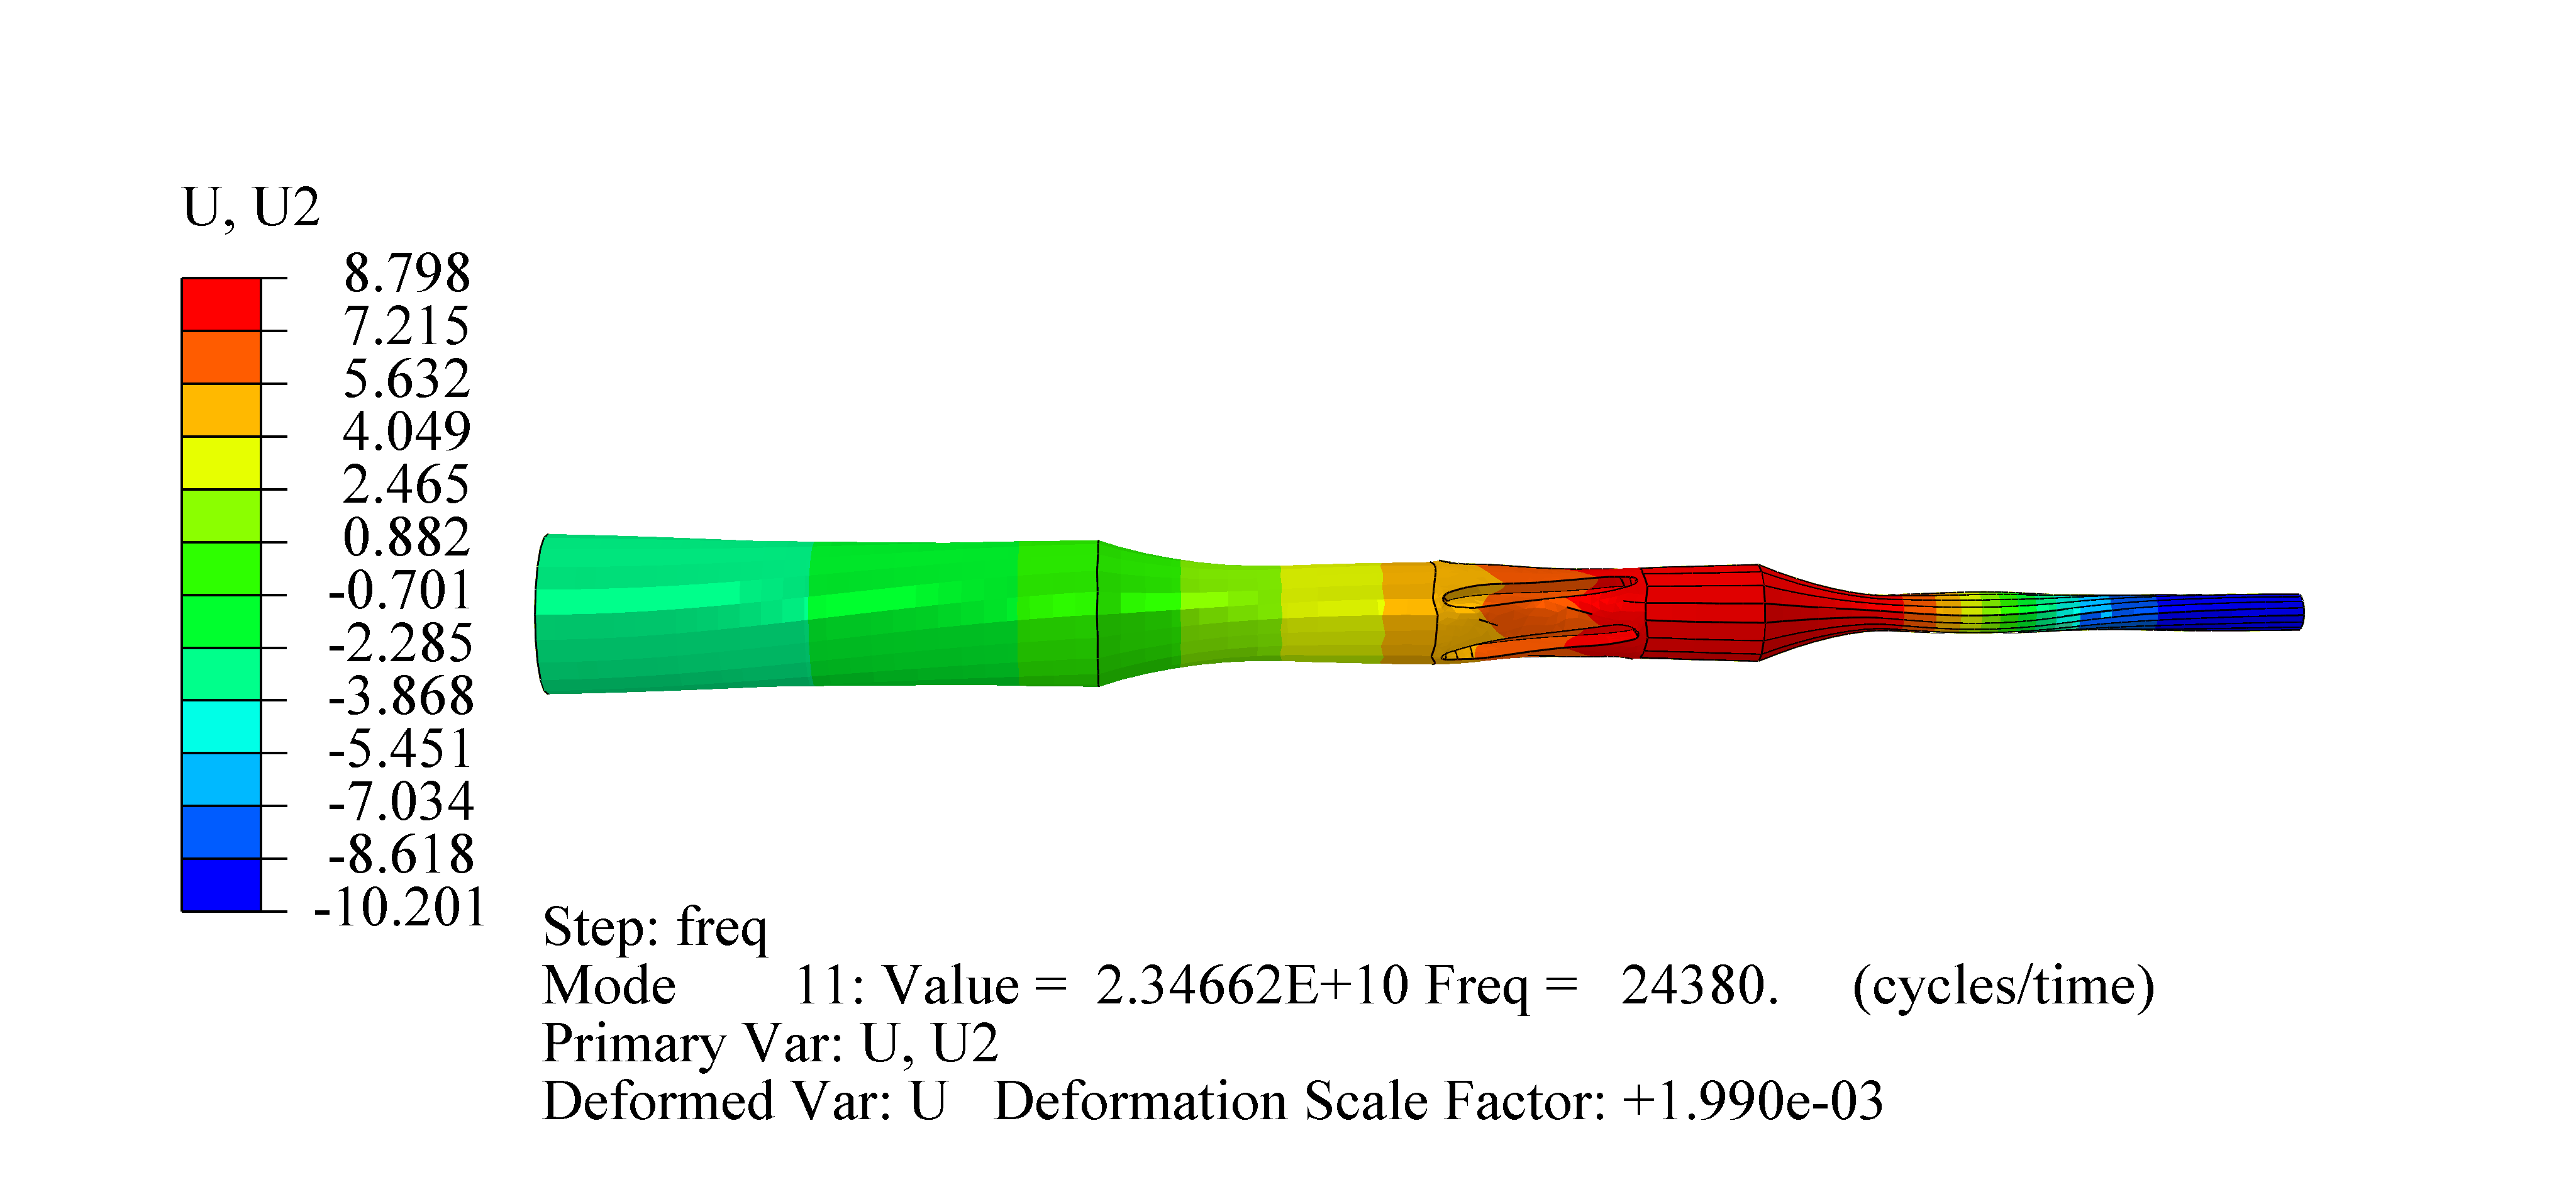 U, U2
8.798
7.215
5.632
4.049
2.465
0.882
-0.701
-2.285
-3.868
-5.451
-7.034
-8.618
-10.201
Step: freq
Mode 11: Value = 2.34662E+10 Freq = 24380. (cycles/time)
Primary Var: U, U2
Deformed Var: U Deformation Scale Factor: +1.990e-03